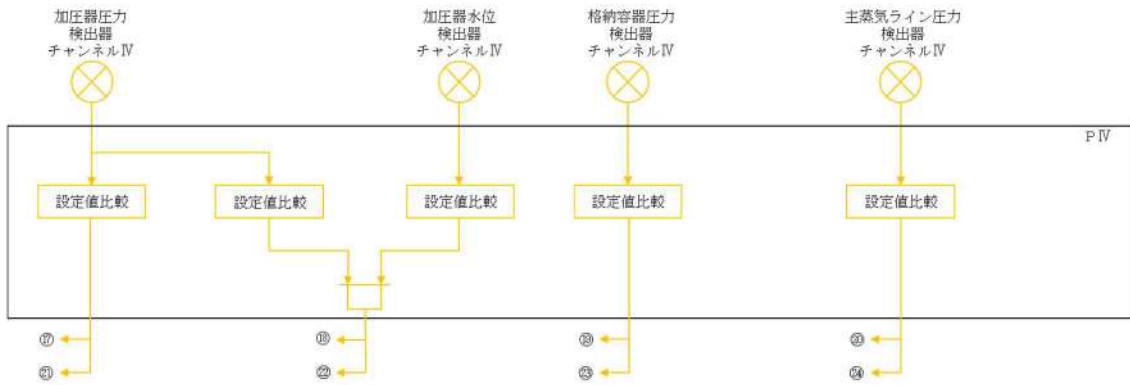 加圧器圧力
検出器
チャンネルⅣ
加圧器水位
検出器
チャンネルⅣ
格納容器圧力
検出器
チャンネルⅣ
主蒸気ライン圧力
検出器
チャンネルⅣ
PⅣ
設定値比較
設定値比較
設定値比較
設定値比較
設定値比較
⑰
⑱
⑲
⑳
㉑
㉒
㉓
㉔